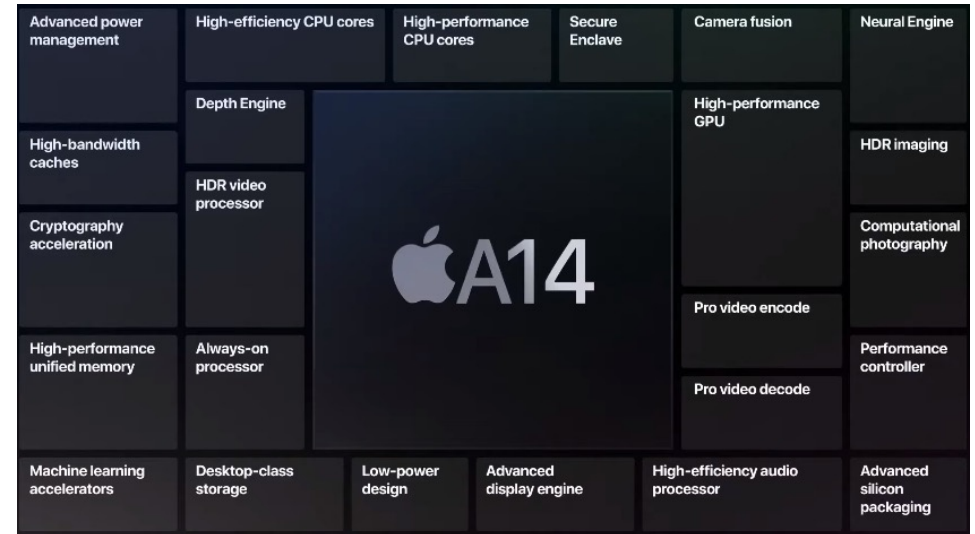 Advanced power
management
High-efficiency CPU cores
High-performance
CPU cores
Secure
Enclave
Camera fusion
Neural Engine
Depth Engine
High-performance
GPU
High-bandwidth
caches
HDR imaging
HDR video
processor
Cryptography
acceleration
A14
Computational
photography
Pro video encode
High-performance
unified memory
Always-on
processor
Performance
controller
Pro video decode
Machine learning
accelerators
Desktop-class
storage
Low-power
design
Advanced
display engine
High-efficiency audio
processor
Advanced
silicon
packaging